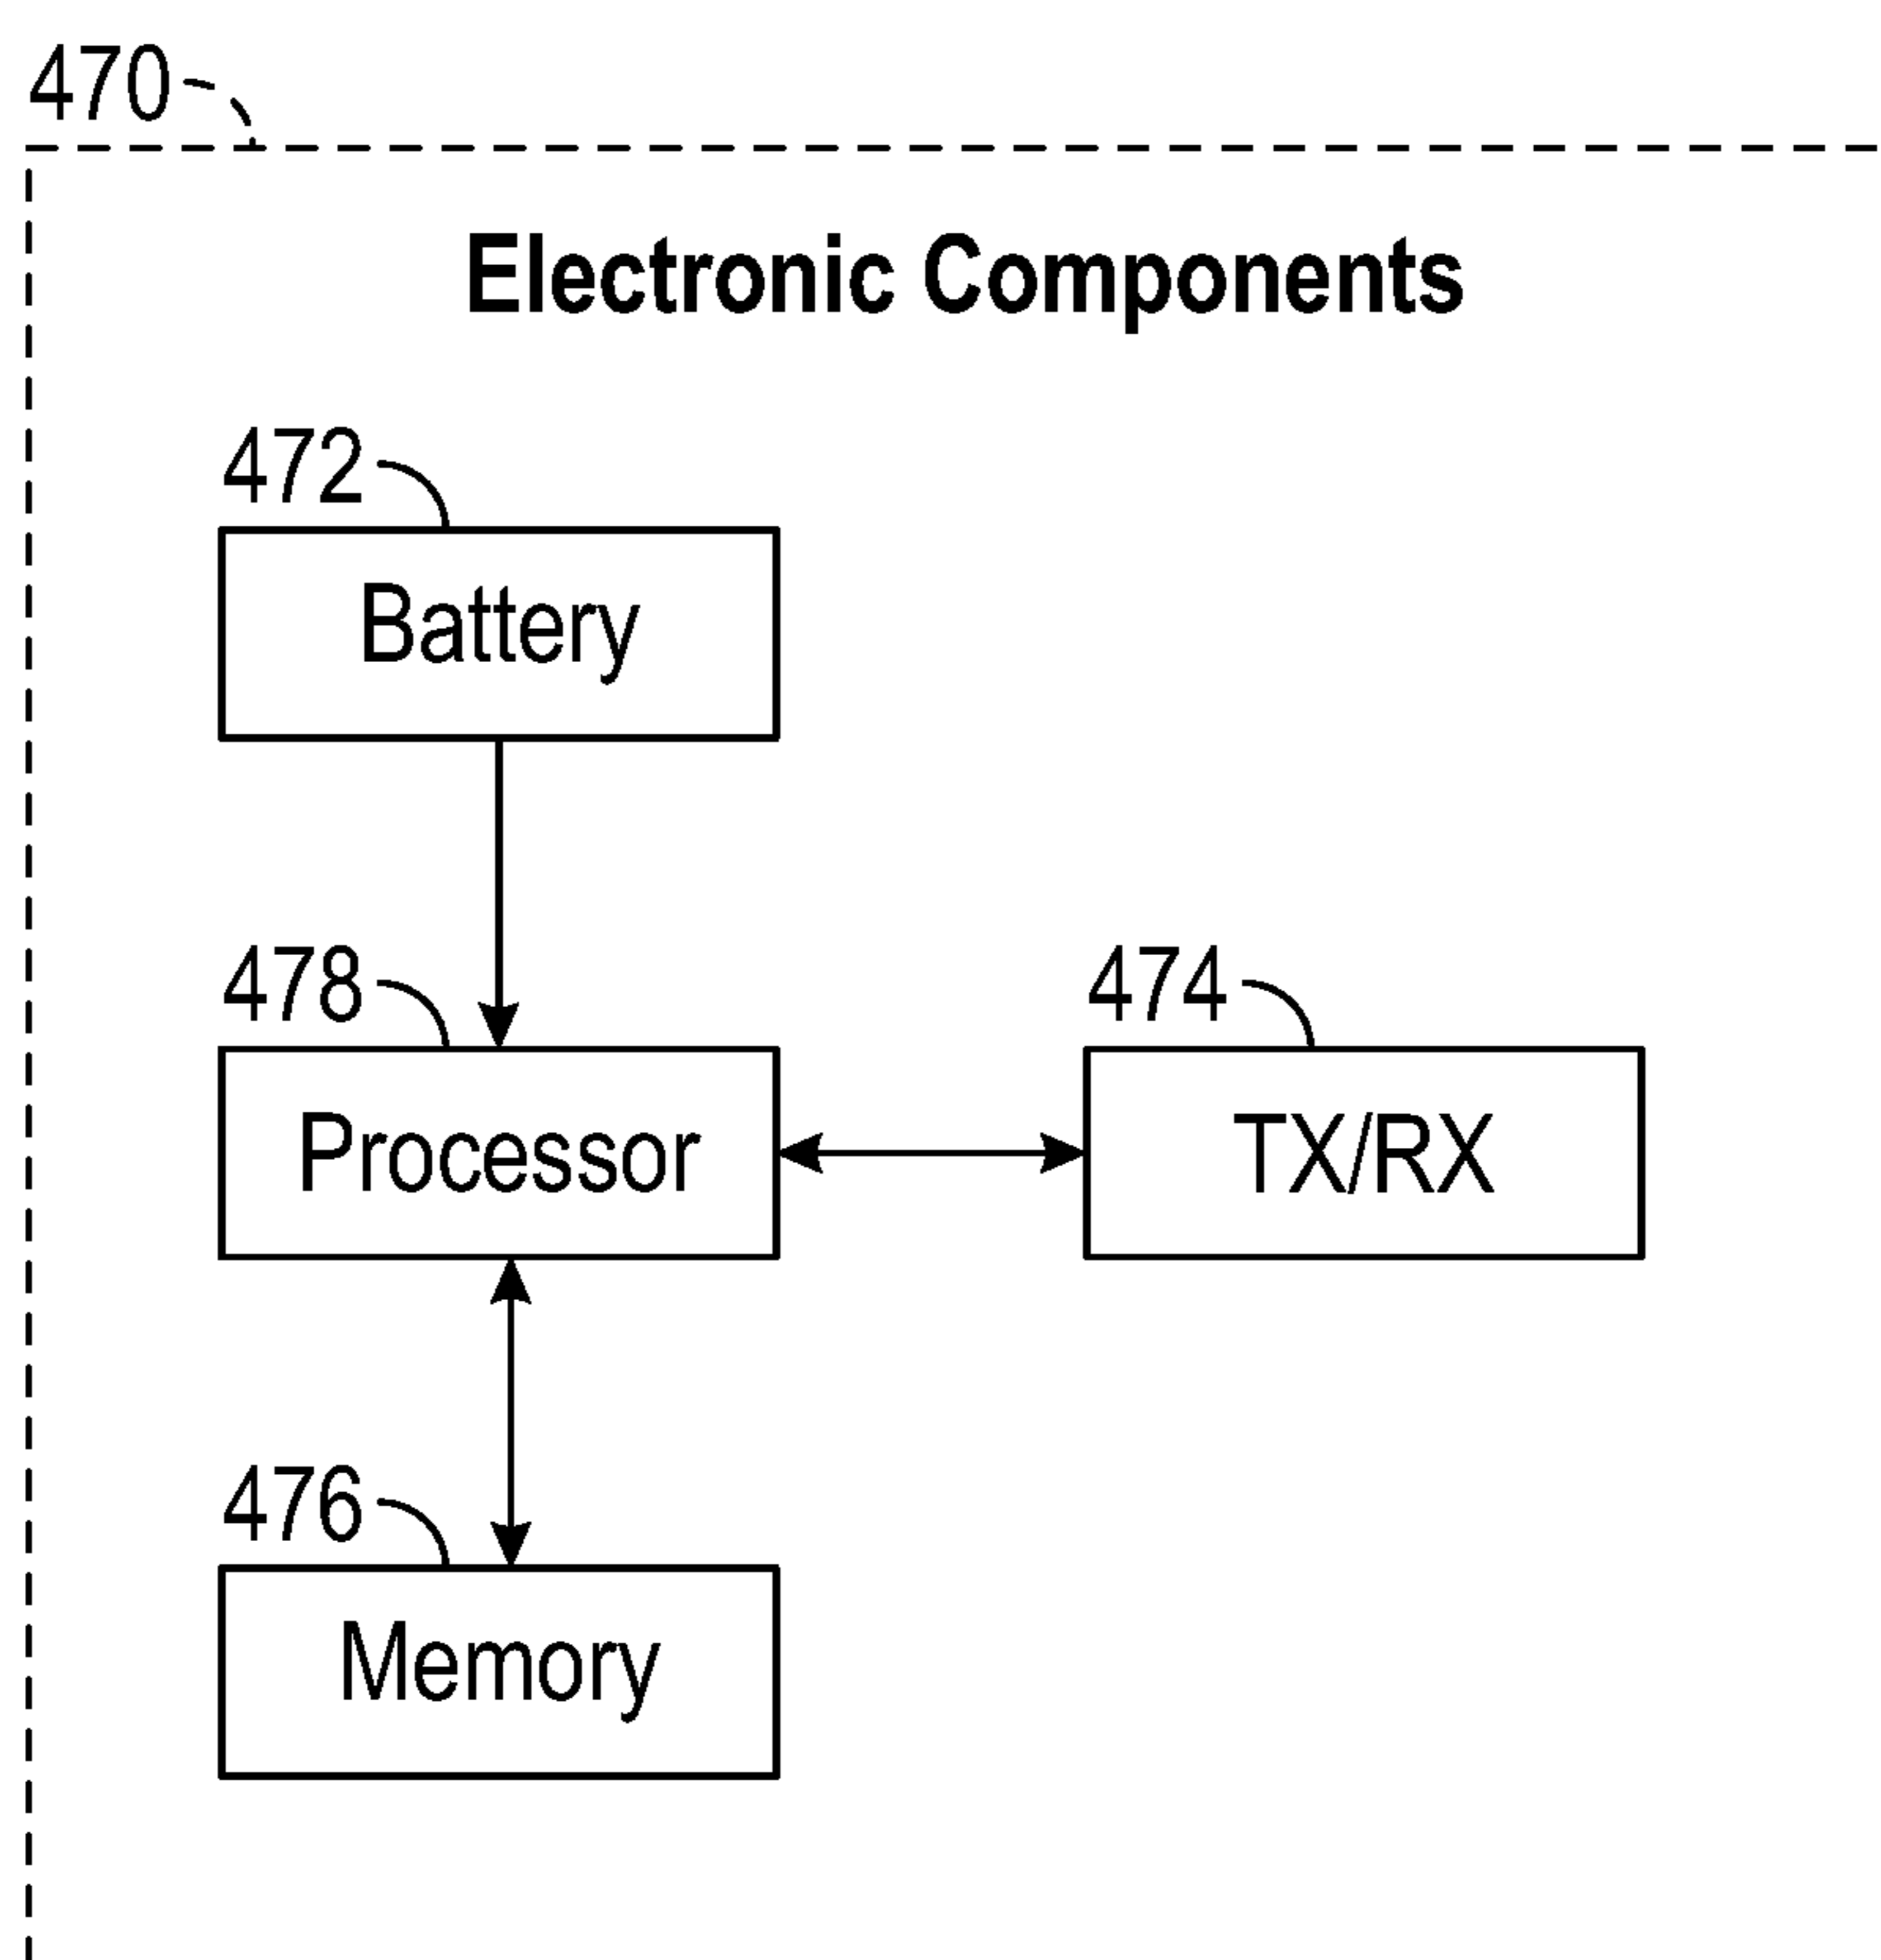 470
Electronic Components
472
Battery
478
474
Processor
TX/RX
476
Memory